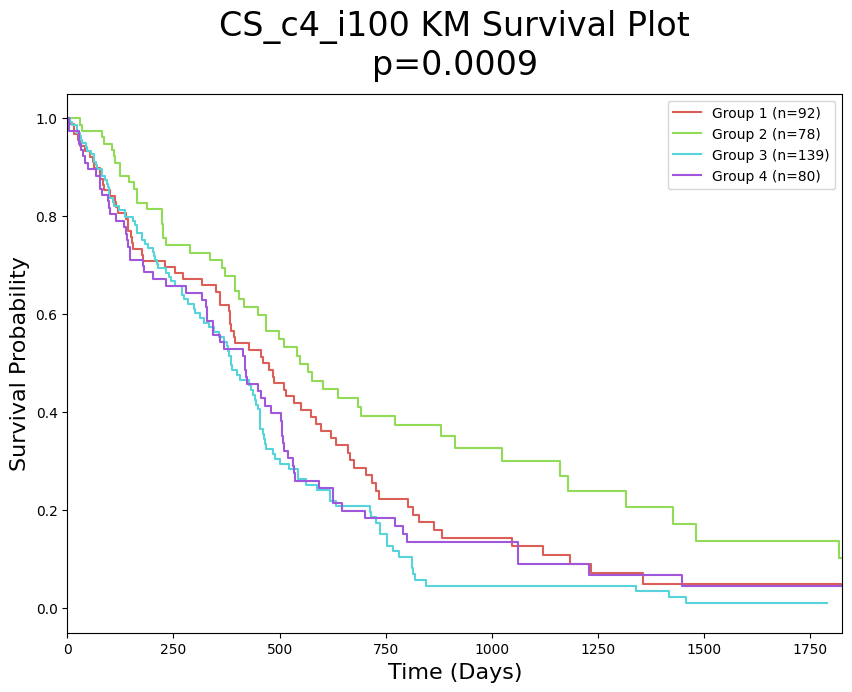 CS_c4_i100 KM Survival Plot
p=0.0009
Group 1 (n=92)
Group 2 (n=78)
Group 3 (n=139)
Group 4 (n=80)
Survival Probability
1.0
0.8
0.6
0.4
0.2
0.0
0 250 500 750 1000 1250 1500 1750
Time (Days)